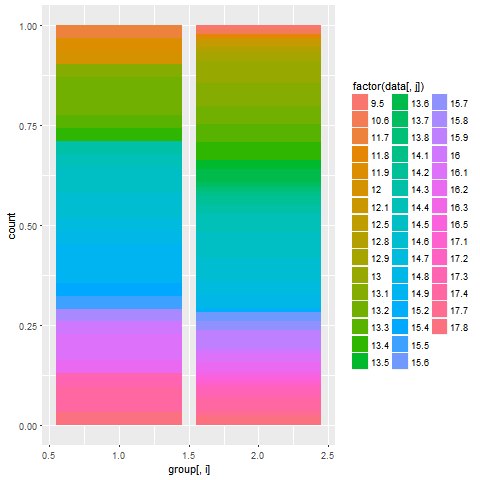 1.00
0.75
0.50
0.25
0.00
count
0.5 1.0 1.5 2.0 2.5
group[, i]
factor(data[, j])
9.5 13.6 15.7
10.6 13.7 15.8
11.7 13.8 15.9
11.8 14.1 16
11.9 14.2 16.1
12 14.3 16.2
12.1 14.4 16.3
12.5 14.5 16.5
12.8 14.6 17.1
12.9 14.7 17.2
13 14.8 17.3
13.1 14.9 17.4
13.2 15.2 17.7
13.3 15.4 17.8
13.4 15.5
13.5 15.6